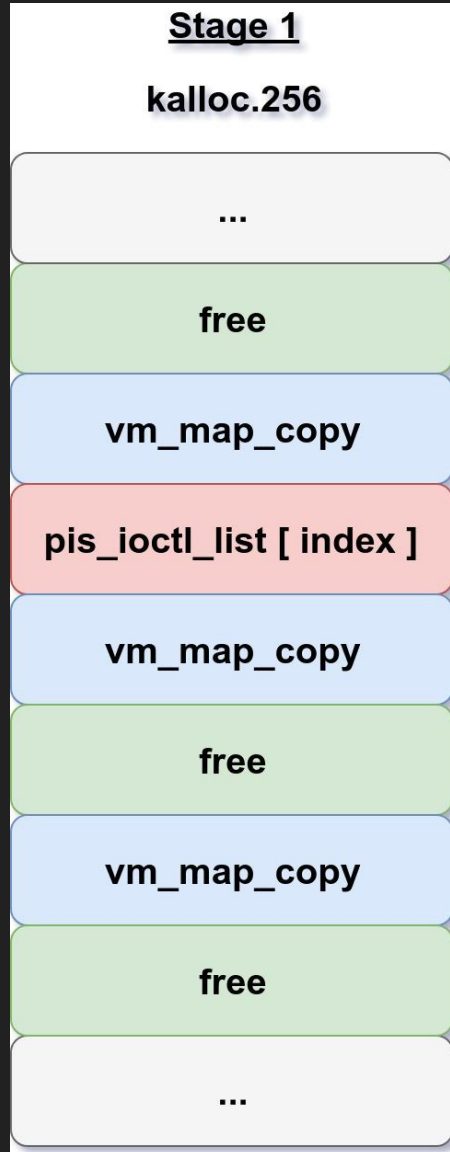 Stage 1
kalloc.256
...
free
vm_map_copy
pis_ioctl_list [ index ]
vm_map_copy
free
vm_map_copy
free
...